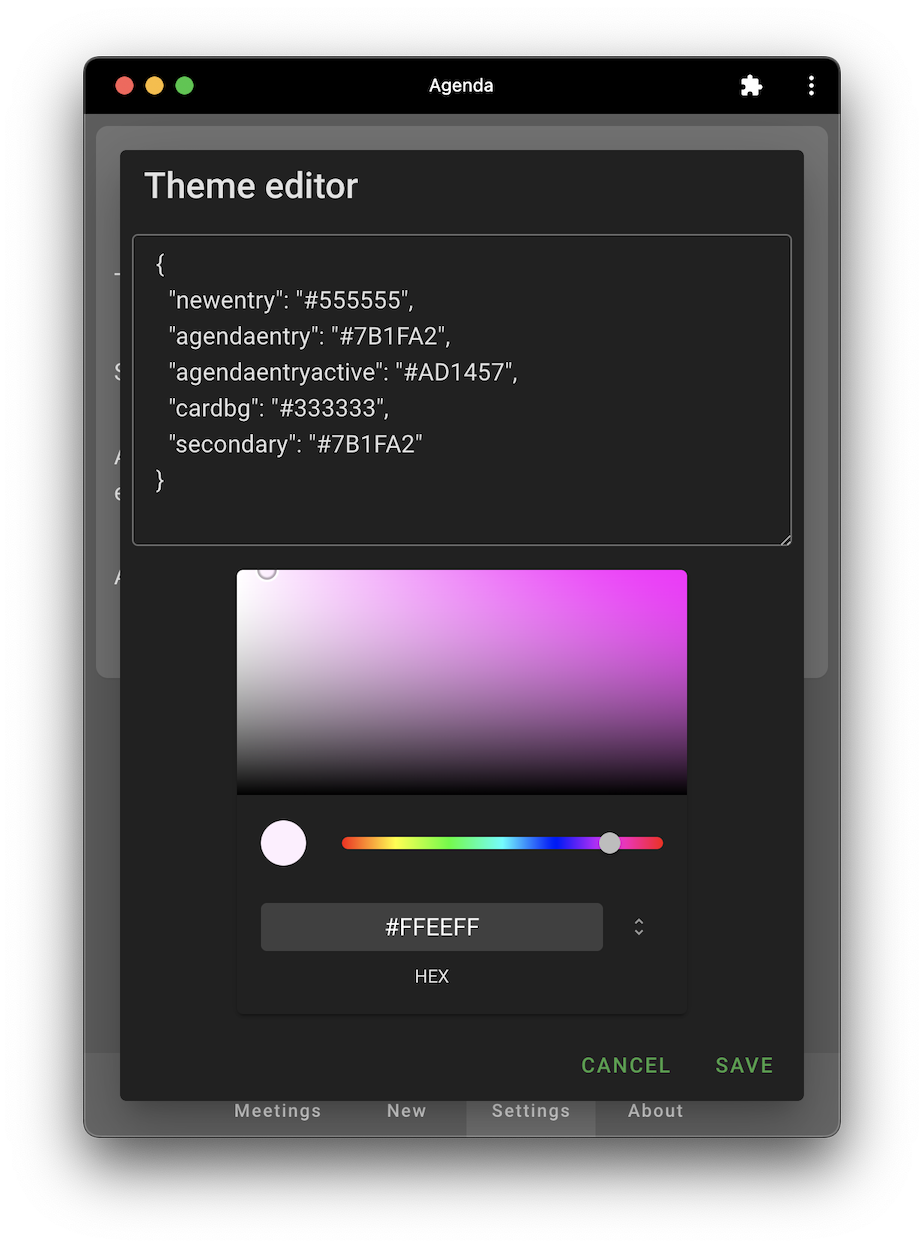 Agenda
Theme editor
{
"newentry": "#555555",
"agendaentry": "#7B1FA2",
"agendaentryactive": "#AD1457",
"cardbg": "#333333",
"secondary": "#7B1FA2"
}
#FFEEFF
HEX
CANCEL SAVE
Meetings New Settings About